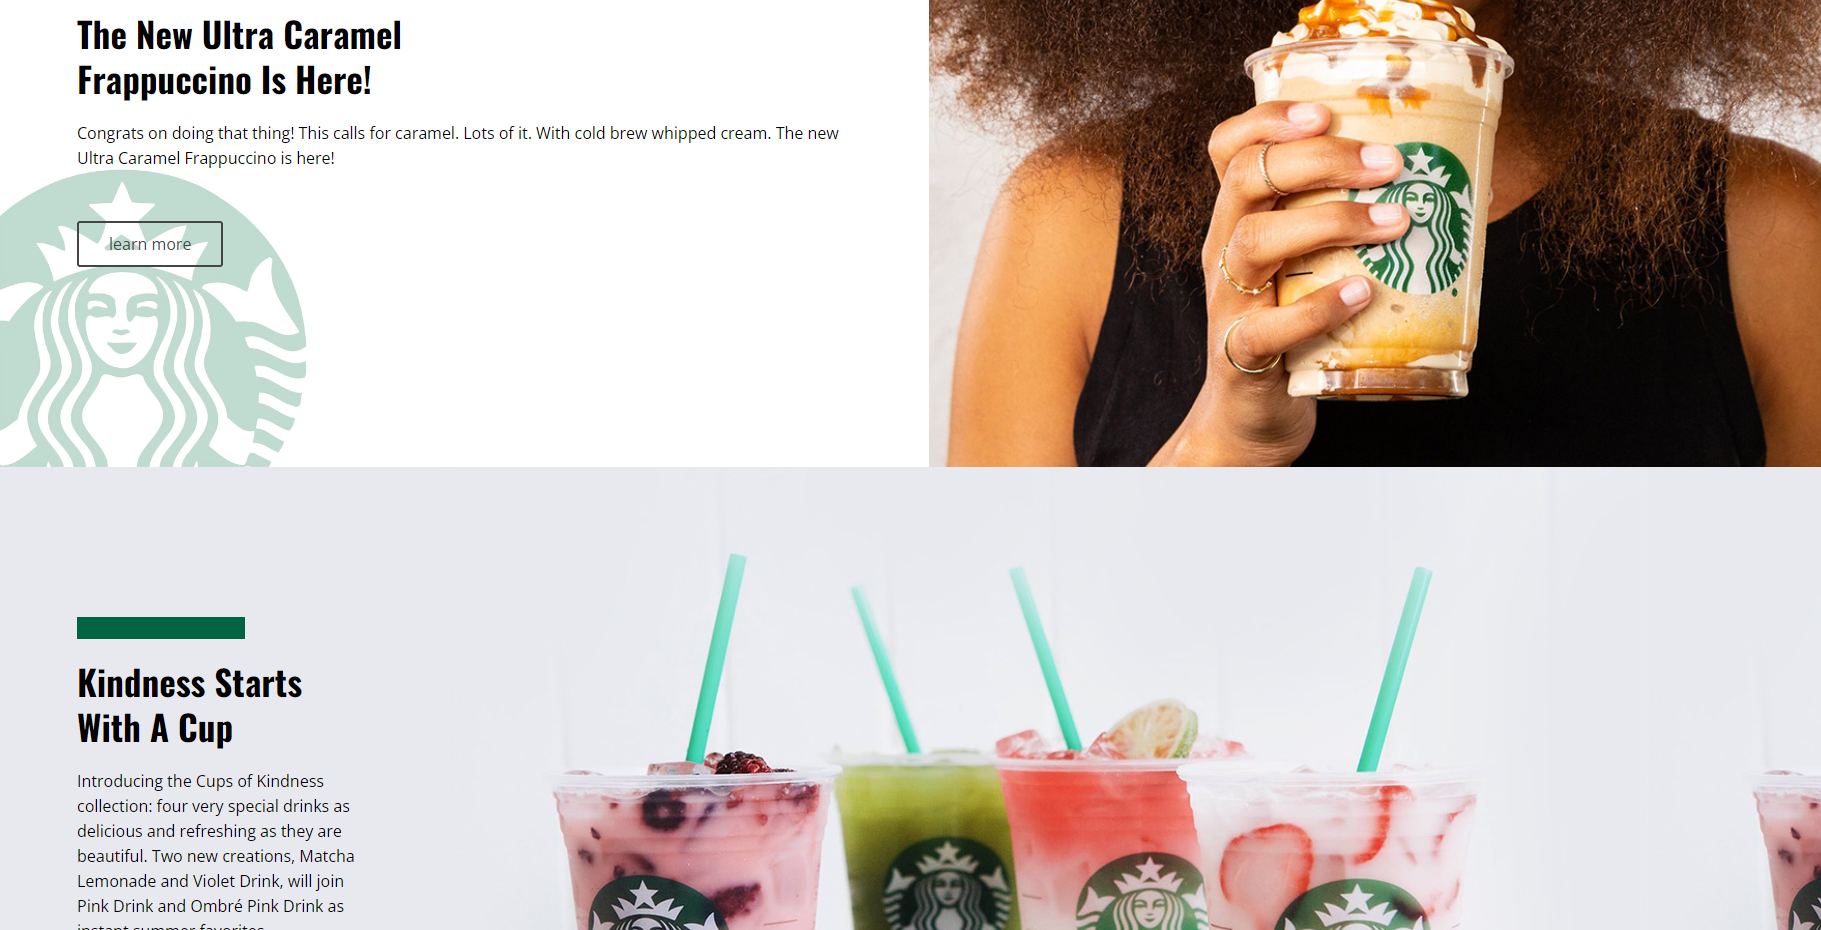 The New Ultra Caramel
Frappuccino Is Here!
Congrats on doing that thing! This calls for caramel. Lots of it. With cold brew whipped cream. The new
Ultra Caramel Frappuccino is here!
learn more
Kindness Starts
With A Cup
Introducing the Cups of Kindness
collection: four very special drinks as
delicious and refreshing as they are
beautiful. Two new creations, Matcha
Lemonade and Violet Drink, will join
Pink Drink and Ombré Pink Drink as
instant summer favorites